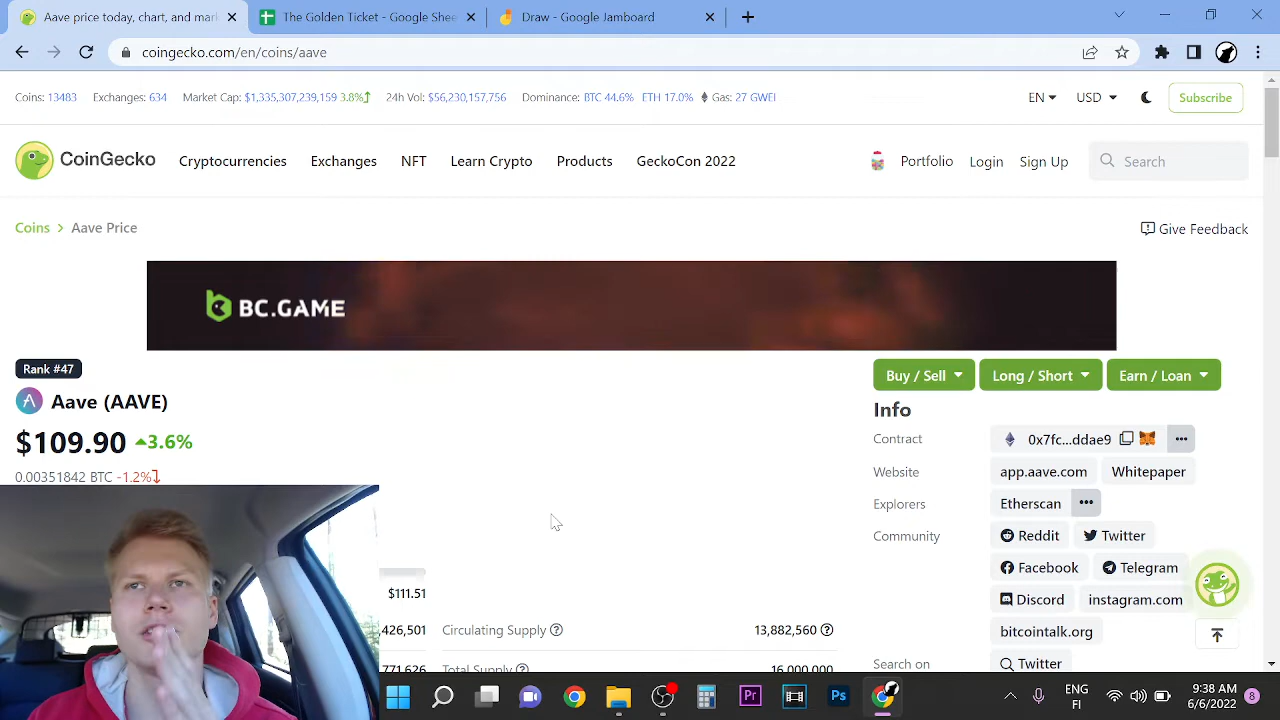 today, chart, and mar
The Golden Ticket - Google Shee
Draw - Google Jamboard
coingecko.com/en/coins/aave
Coins: 13483 Exchanges: 634 Market Cap: $1,335,307,239,159 3.8% 24h Vol: $56,230,157,756 Dominance: BTC 44.6% ETH 17.0% Gas: 27 GWEI EN USD Subscribe
CoinGecko Cryptocurrencies Exchanges NFT Learn Crypto Products GeckoCon 2022 Portfolio Login Sign Up Search
Coins > Aave Price Give Feedback
BC.GAME
Rank #47
Buy / Sell Long / Short Earn / Loan
Aave (AAVE)
Info
$109.90 3.6%
Contract 0x7fc...ddae9
0.00351842 BTC -1.2%
Website app.aave.com Whitepaper
Explorers Etherscan
Community Reddit Twitter
Facebook Telegram
$111.51
Discord instagram.com
426,501 Circulating Supply 13,882,560
bitcointalk.org
771,626 Total Supply 16,000,000
Search on Twitter
ENG
FI
9:38 AM
6/6/2022
8